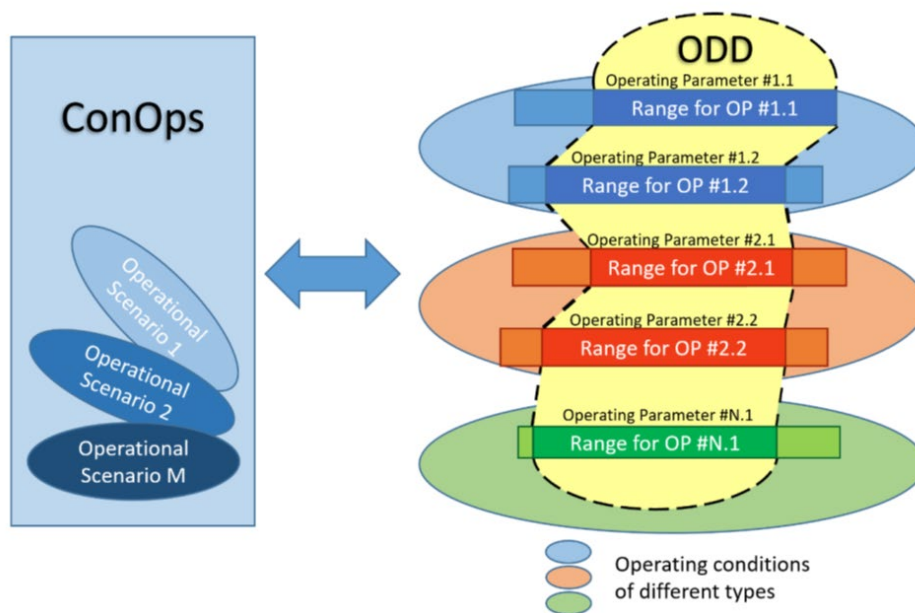 ConOps
Operational
Scenario 1
Operational
Scenario 2
Operational
Scenario M
ODD
Operating Parameter #1.1
Range for OP #1.1
Operating Parameter #1.2
Range for OP #1.2
Operating Parameter #2.1
Range for OP #2.1
Operating Parameter #2.2
Range for OP #2.2
Operating Parameter #N.1
Range for OP #N.1
Operating conditions
of different types